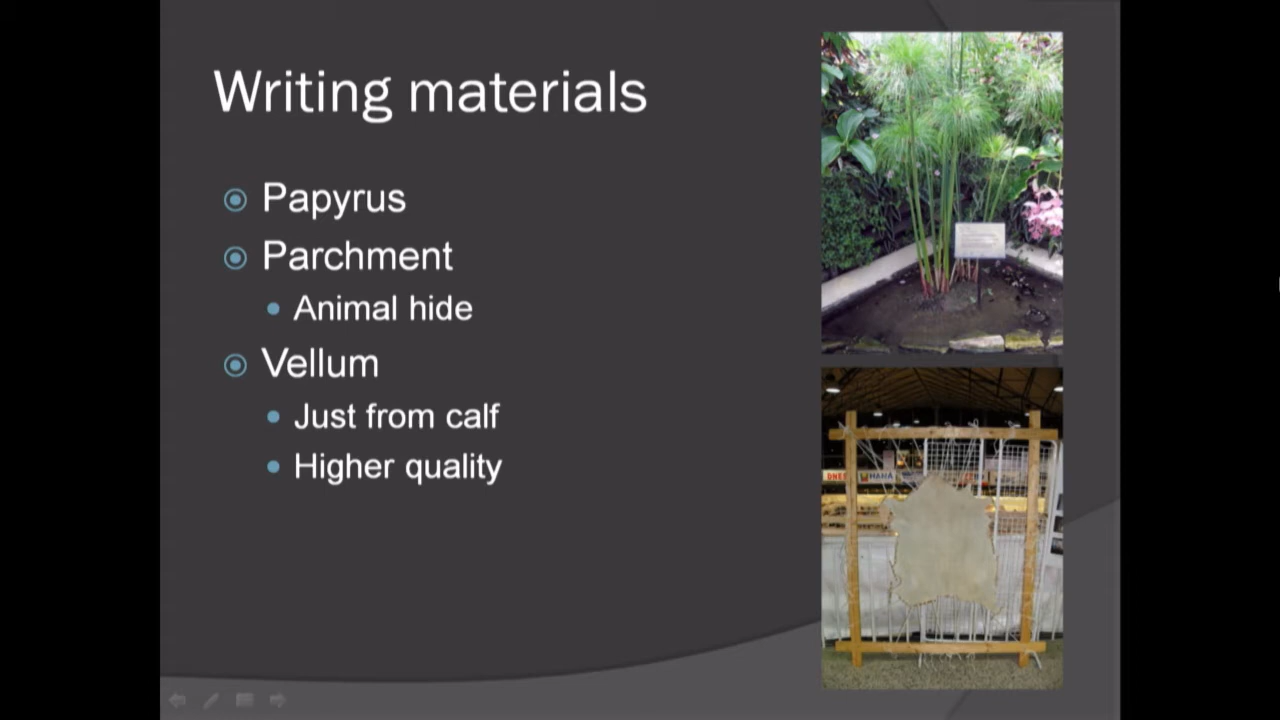 Writing materials
Papyrus
Parchment
Animal hide
Vellum
Just from calf
Higher quality